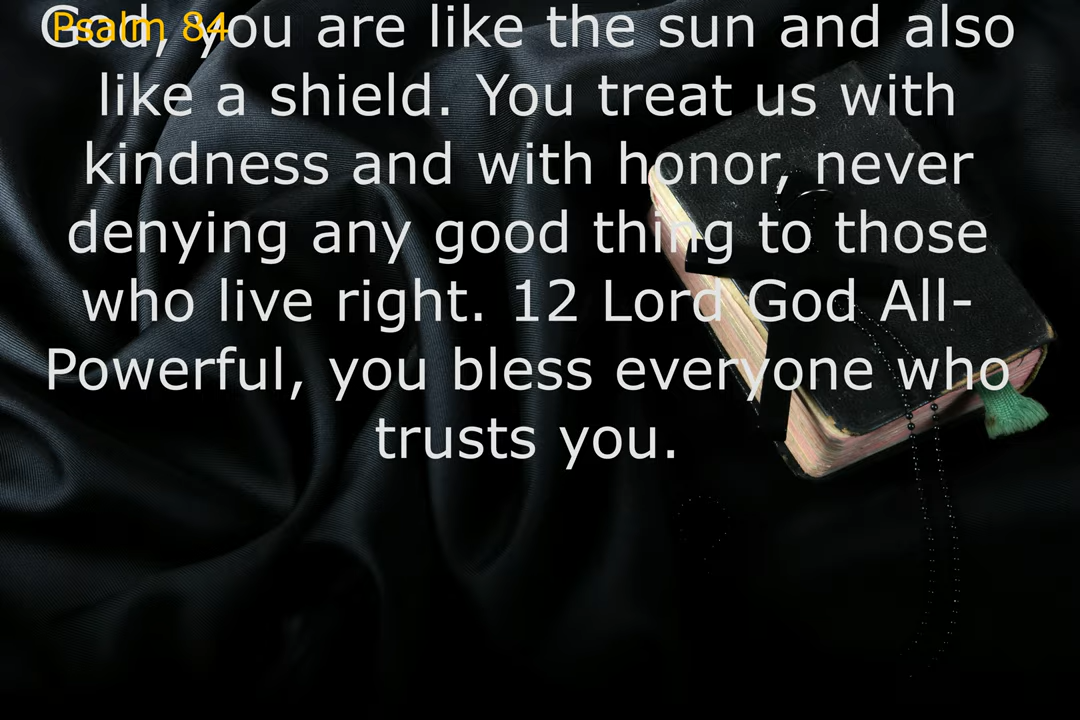 Psalm 84
God, you are like the sun and also
like a shield. You treat us with
kindness and with honor, never
denying any good thing to those
who live right. 12 Lord God All-
Powerful, you bless everyone who
trusts you.